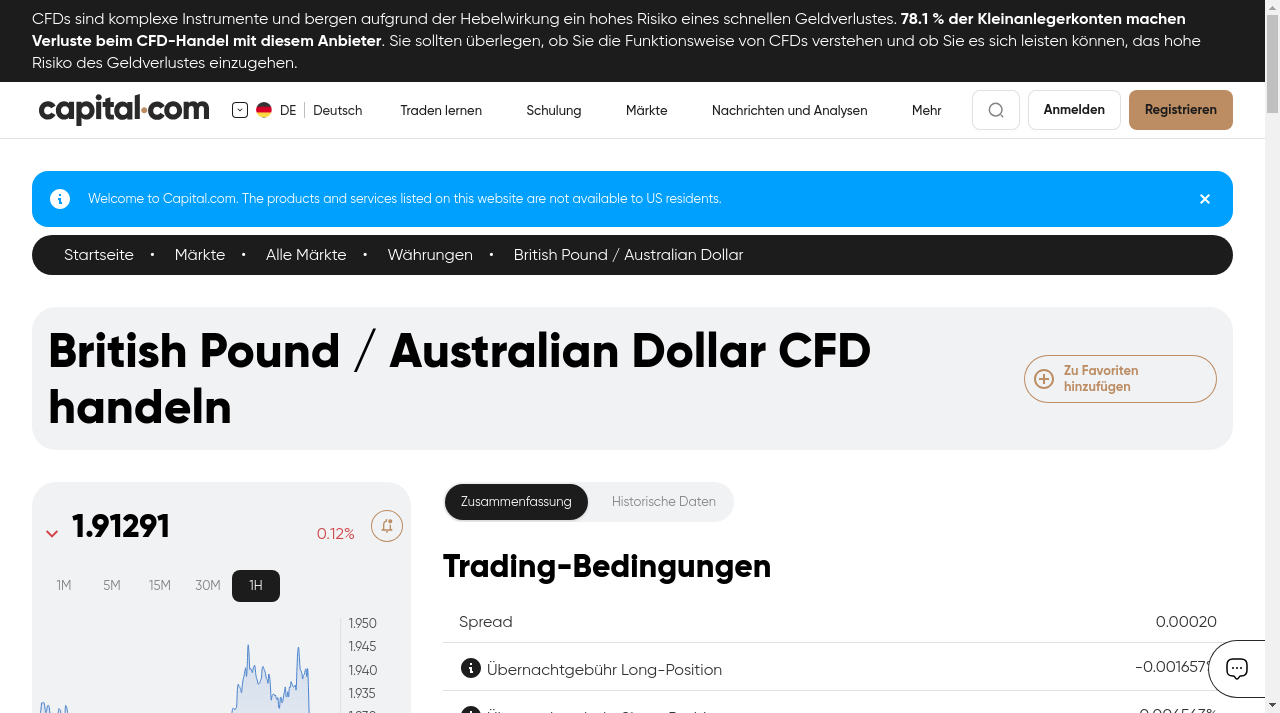 CFDs sind komplexe Instrumente und bergen aufgrund der Hebelwirkung ein hohes Risiko eines schnellen Geldverlustes. 78.1 % der Kleinanlegerkonten machen
Verluste beim CFD-Handel mit diesem Anbieter. Sie sollten überlegen, ob Sie die Funktionsweise von CFDs verstehen und ob Sie es sich leisten können, das hohe
Risiko des Geldverlustes einzugehen.
capital.com DE Deutsch Traden lernen Schulung Märkte Nachrichten und Analysen Mehr Anmelden Registrieren
Welcome to Capital.com. The products and services listed on this website are not available to US residents.
Startseite • Märkte • Alle Märkte • Währungen • British Pound / Australian Dollar
British Pound / Australian Dollar CFD
handeln
Zu Favoriten
hinzufügen
1.91291 0.12%
1M 5M 15M 30M 1H
1.950
1.945
1.940
1.935
Zusammenfassung Historische Daten
Trading-Bedingungen
Spread 0.00020
Übernachtgebühr Long-Position